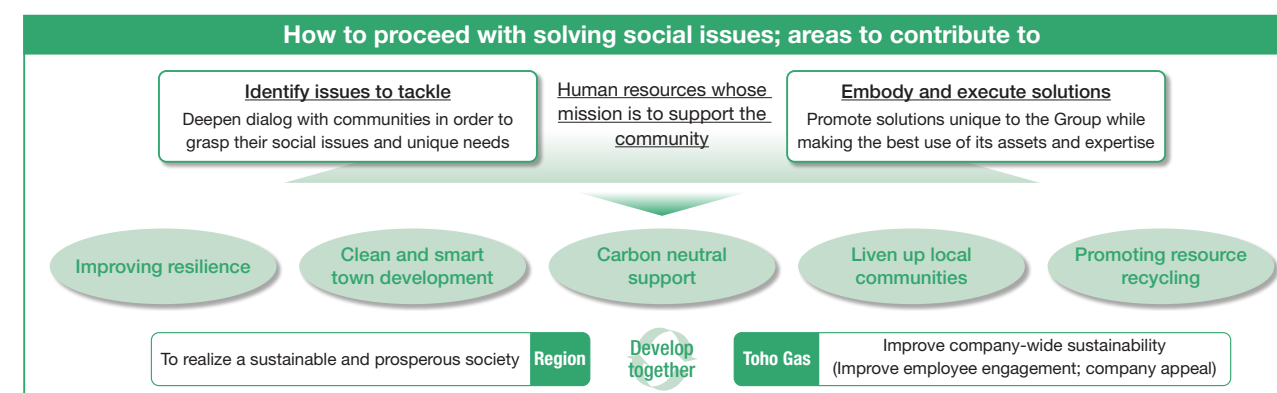 How to proceed with solving social issues; areas to contribute to
Identify issues to tackle
Deepen dialog with communities in order to
grasp their social issues and unique needs
Human resources whose
mission is to support the
community
Embody and execute solutions
Promote solutions unique to the Group while
making the best use of its assets and expertise
Improving resilience
Clean and smart
town development
Carbon neutral
support
Liven up local
communities
Promoting resource
recycling
To realize a sustainable and prosperous society
Region
Develop
together
Toho Gas
Improve company-wide sustainability
(Improve employee engagement; company appeal)